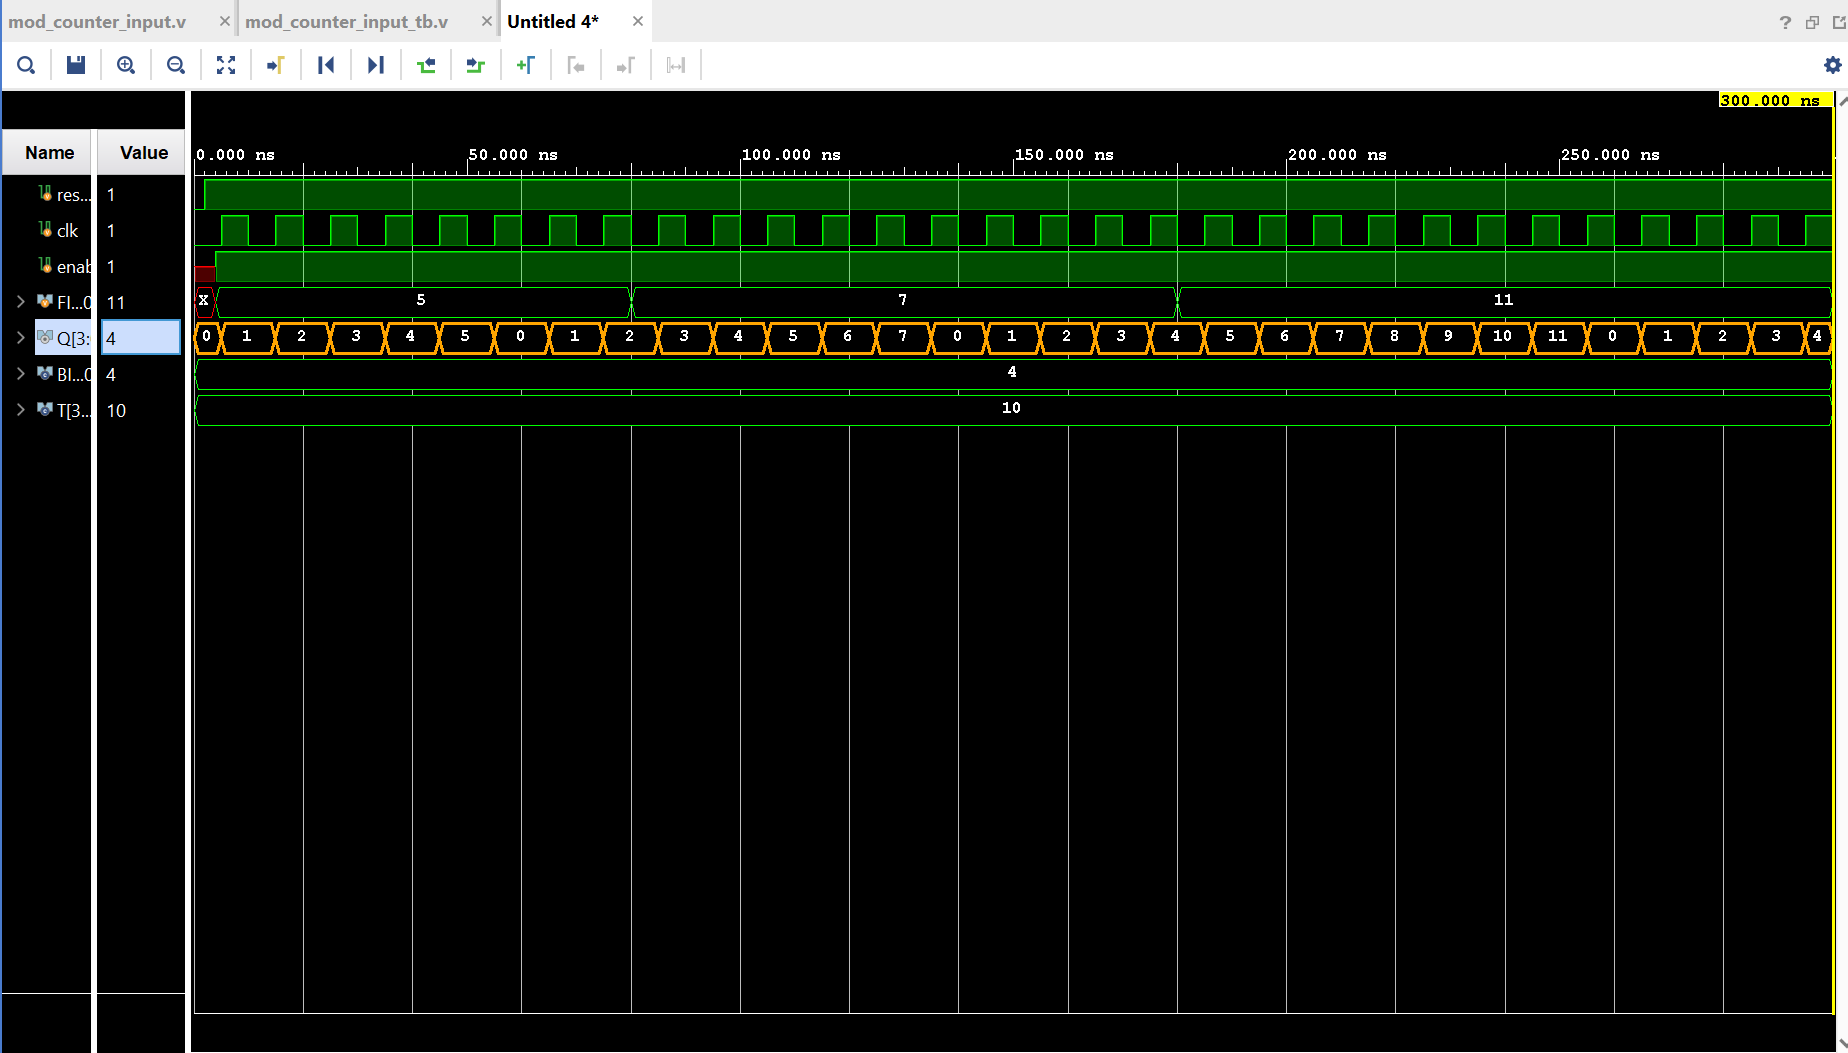 mod_counter_input.v × mod_counter_input_tb.v × Untitled 4* ×
?
300.000 ns
Name Value 0.000 ns 50.000 ns 100.000 ns 150.000 ns 200.000 ns 250.000 ns
res... 1
clk 1
enab 1
FI...0 11 X 5 7 11
Q[3: 4 0 1 2 3 4 5 0 1 2 3 4 5 6 7 0 1 2 3 4 5 6 7 8 9 10 11 0 1 2 3 4
BI...0 4 4
T[3... 10 10